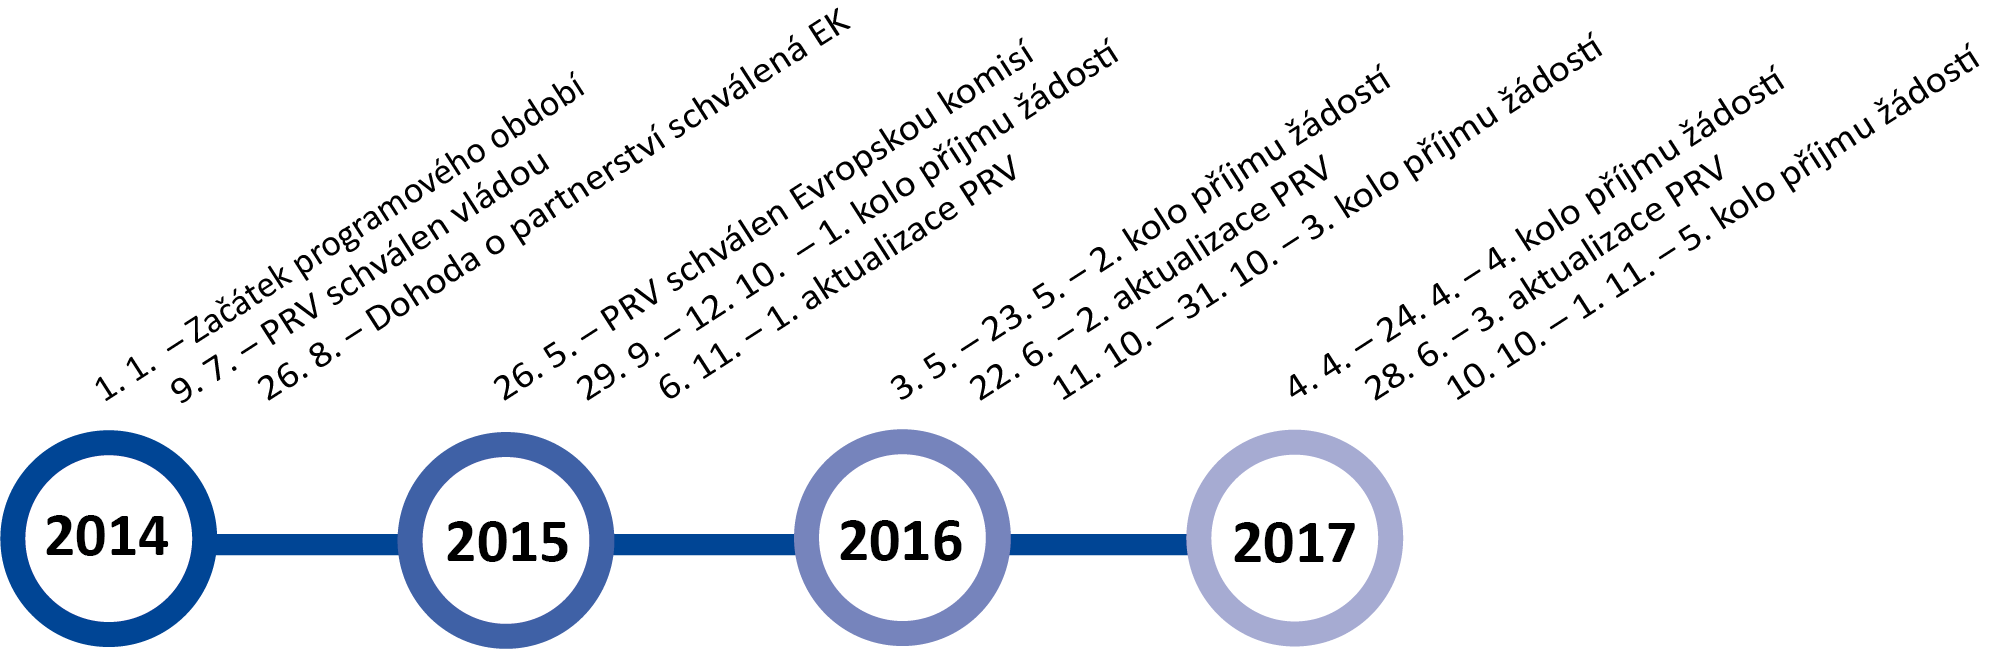 1. 1. – Začátek programového období
9. 7. – PRV schválen vládou
26. 8. – Dohoda o partnerství schválená EK
2014
26. 5. – PRV schválen Evropskou komisí
29. 9. – 12. 10. – 1. kolo příjmu žádostí
6. 11. – 1. aktualizace PRV
2015
3. 5. – 23. 5. – 2. kolo příjmu žádostí
22. 6. – 2. aktualizace PRV
11. 10. – 31. 10. – 3. kolo příjmu žádostí
2016
4. 4. – 24. 4. – 4. kolo příjmu žádostí
28. 6. – 3. aktualizace PRV
10. 10. – 1. 11. – 5. kolo příjmu žádostí
2017